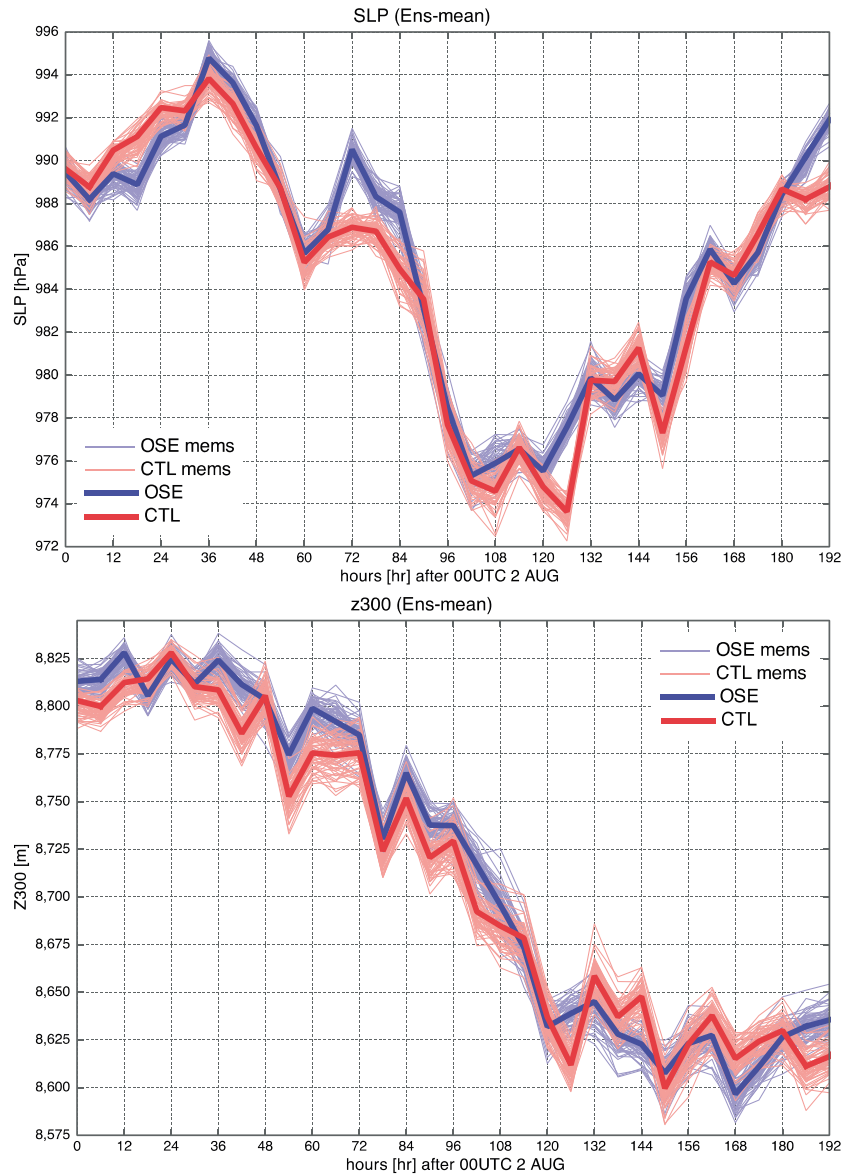 SLP (Ens-mean)
996
994
992
990
988
986
984
982
980
978
976
974
972
SLP [hPa]
OSE mems
CTL mems
OSE
CTL
0 12 24 36 48 60 72 84 96 108 120 132 144 156 168 180 192
hours [hr] after 00UTC 2 AUG
z300 (Ens-mean)
8,825
8,800
8,775
8,750
8,725
8,700
8,675
8,650
8,625
8,600
8,575
Z300 [m]
OSE mems
CTL mems
OSE
CTL
0 12 24 36 48 60 72 84 96 108 120 132 144 156 168 180 192
hours [hr] after 00UTC 2 AUG